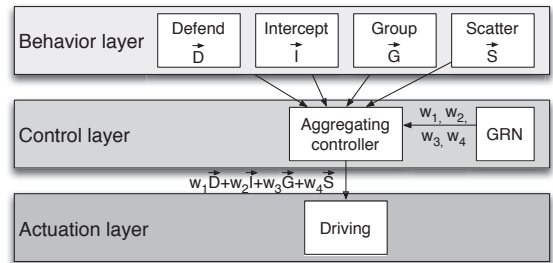 Behavior layer
Defend
D⃗
Intercept
I⃗
Group
G⃗
Scatter
S⃗
Control layer
Aggregating
controller
w₁, w₂,
w₃, w₄
GRN
w₁D⃗+w₂I⃗+w₃G⃗+w₄S⃗
Actuation layer
Driving